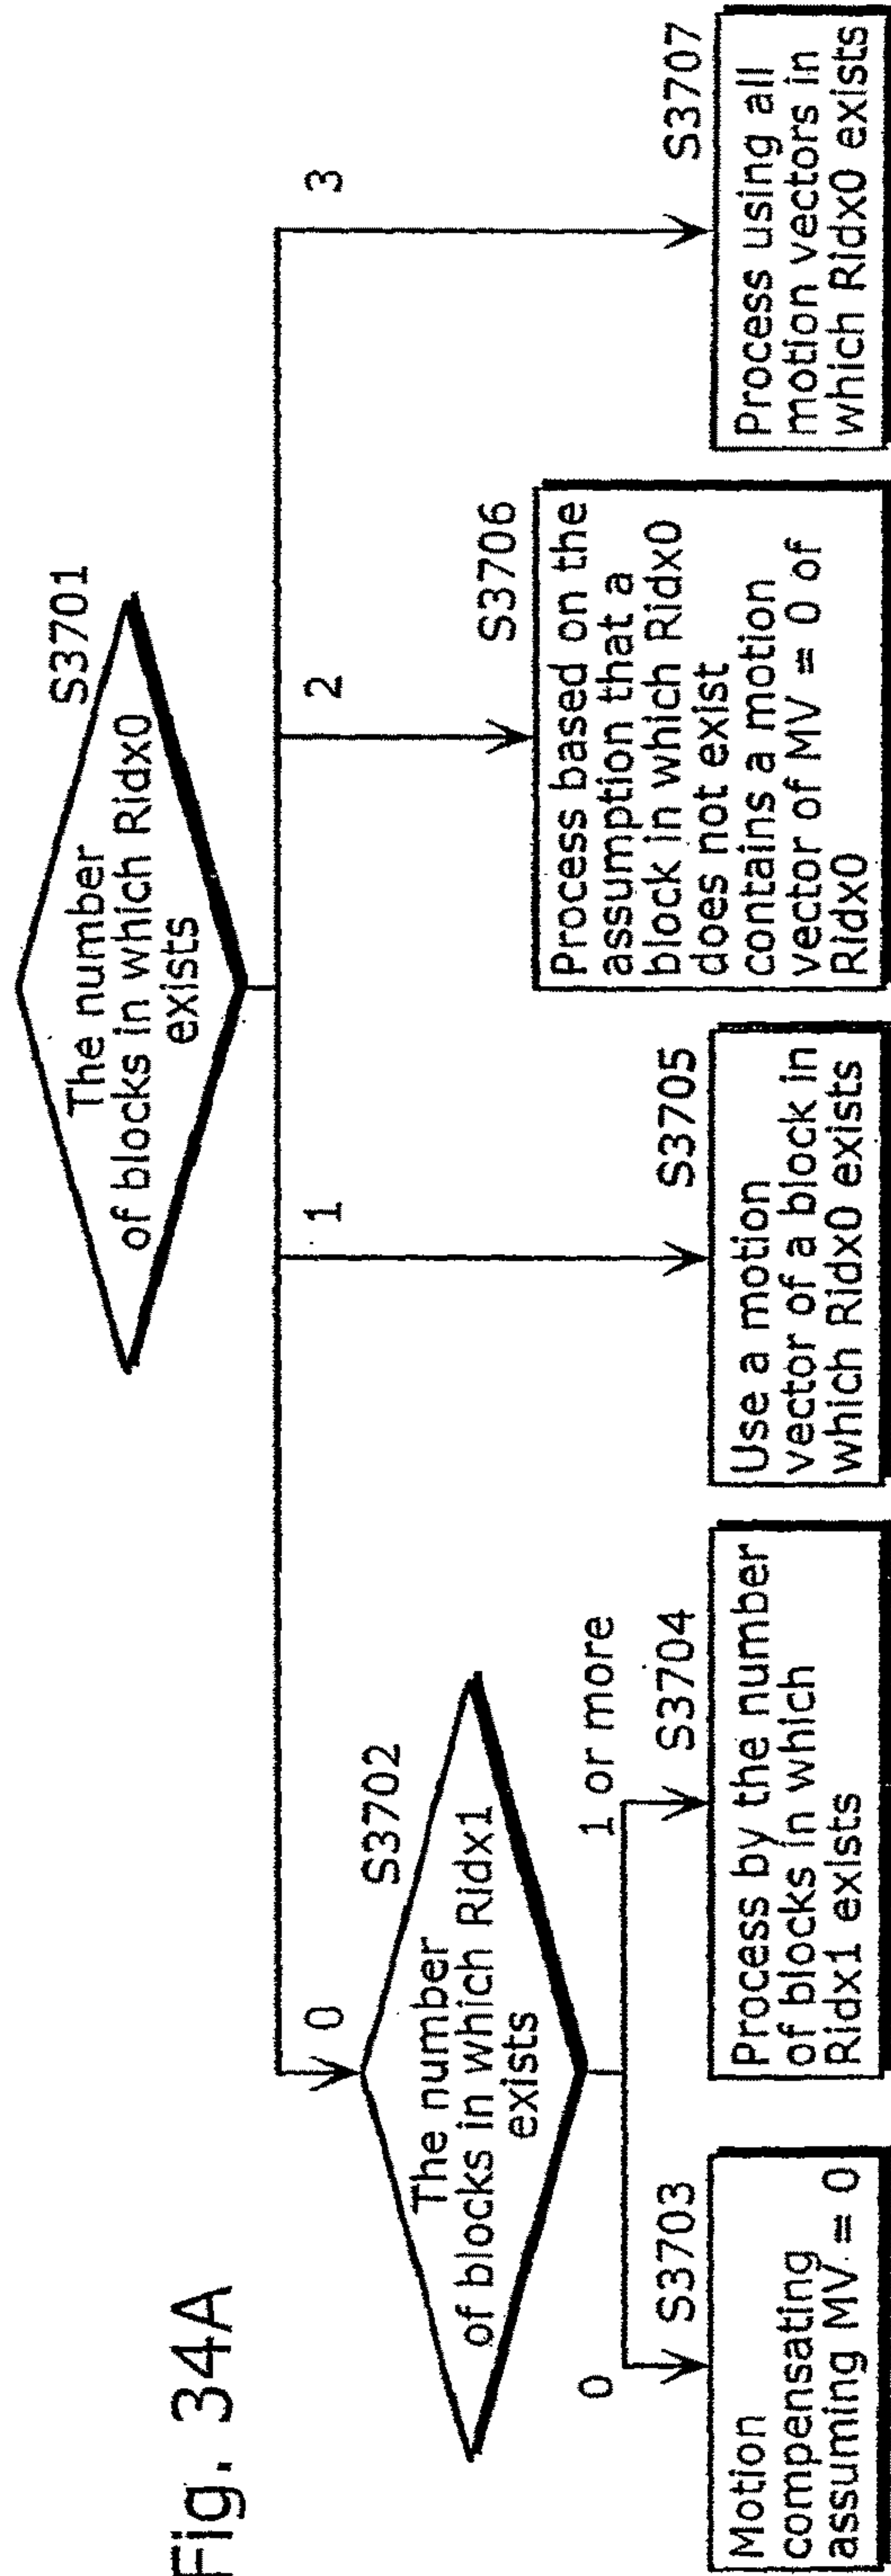 Fig. 34A
S3701
The number
of blocks in which Ridx0
exists
0
1
2
3
S3702
The number
of blocks in which Ridx1
exists
0
1 or more
S3703
Motion
compensating
assuming MV = 0
S3704
Process by the number
of blocks in which
Ridx1 exists
S3705
Use a motion
vector of a block in
which Ridx0 exists
S3706
Process based on the
assumption that a
block in which Ridx0
does not exist
contains a motion
vector of MV = 0 of
Ridx0
S3707
Process using all
motion vectors in
which Ridx0 exists